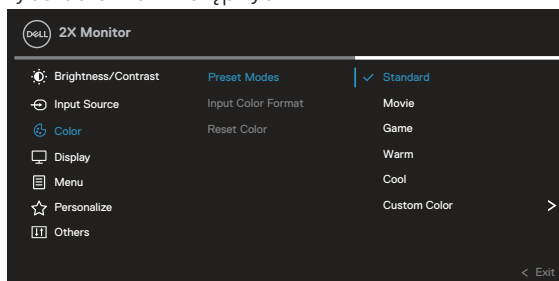 DELL 2X Monitor
Brightness/Contrast Preset Modes Standard
Input Source Input Color Format Movie
Color Reset Color Game
Display Warm
Menu Cool
Personalize Custom Color >
Others
< Exit